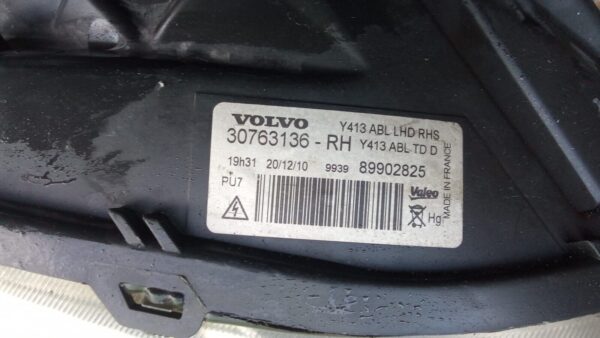 VOLVO Y413 ABL LHD RHS
30763136 - RH Y413 ABL TD D
19h31 20/12/10 9939 89902825
PU7 Valeo
Hg
MADE IN FRANCE